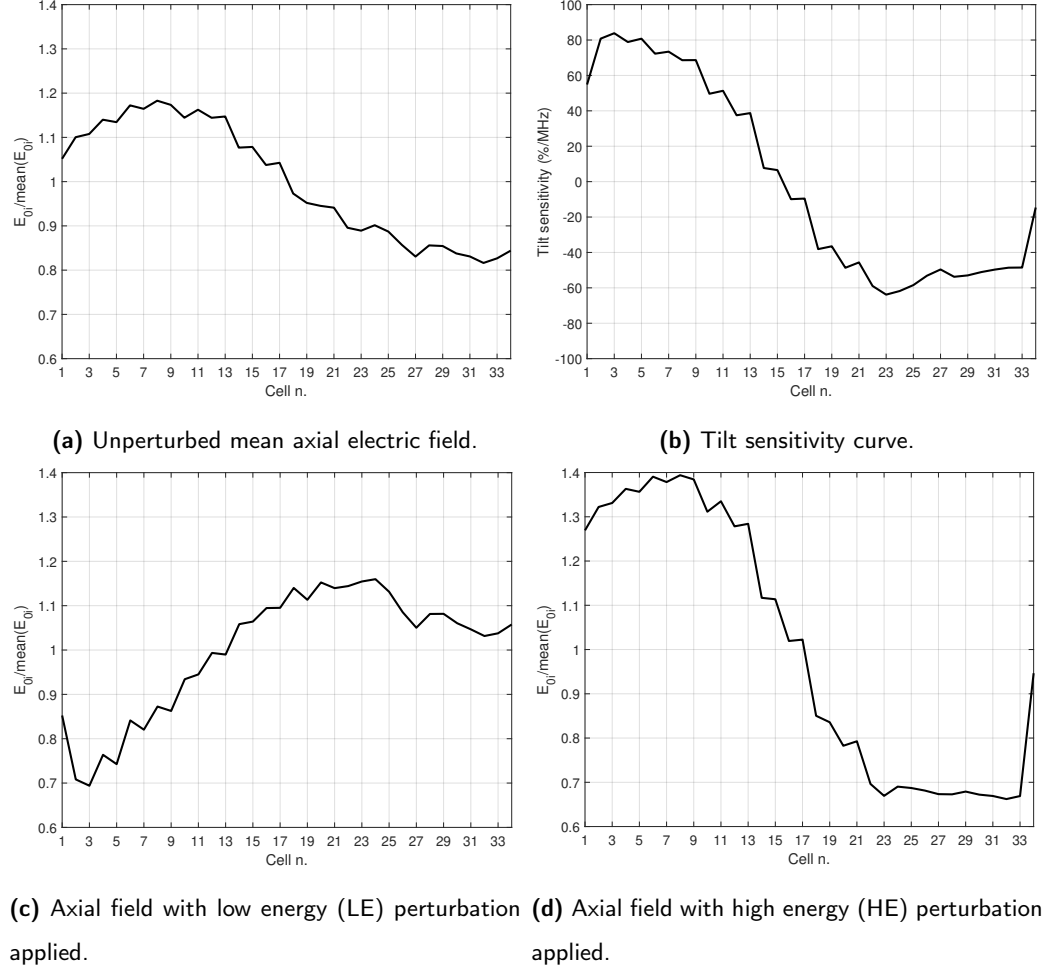 1.4
1.3
1.2
1.1
1
0.9
0.8
0.7
0.6
E0i/mean(E0i)
1 3 5 7 9 11 13 15 17 19 21 23 25 27 29 31 33
Cell n.
(a) Unperturbed mean axial electric field.
100
80
60
40
20
0
-20
-40
-60
-80
-100
Tilt sensitivity (%/MHz)
1 3 5 7 9 11 13 15 17 19 21 23 25 27 29 31 33
Cell n.
(b) Tilt sensitivity curve.
1.4
1.3
1.2
1.1
1
0.9
0.8
0.7
0.6
E0i/mean(E0i)
1 3 5 7 9 11 13 15 17 19 21 23 25 27 29 31 33
Cell n.
(c) Axial field with low energy (LE) perturbation
applied.
1.4
1.3
1.2
1.1
1
0.9
0.8
0.7
0.6
E0i/mean(E0i)
1 3 5 7 9 11 13 15 17 19 21 23 25 27 29 31 33
Cell n.
(d) Axial field with high energy (HE) perturbation
applied.